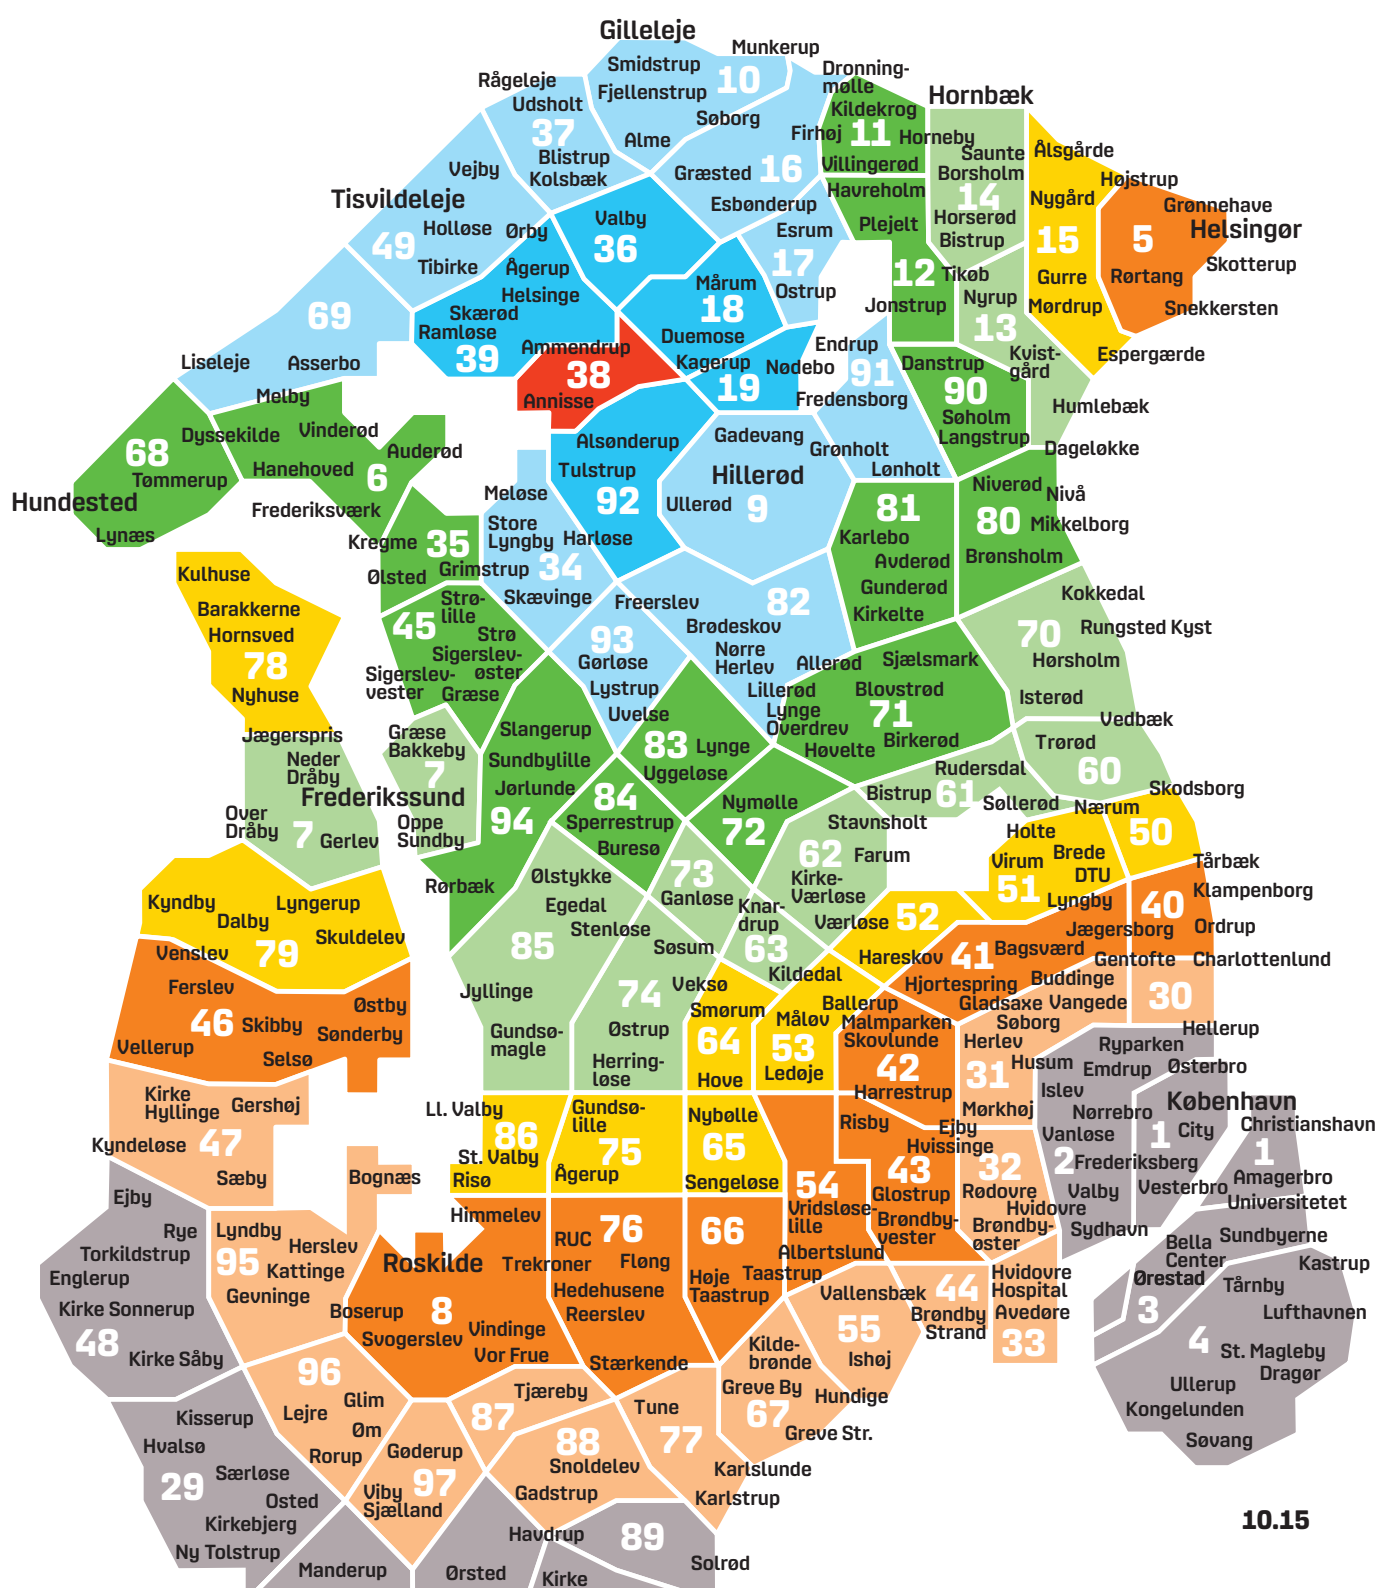 Gilleleje
Munkerup
Smidstrup
10
Fjellenstrup
Søborg
Alme
Rågeleje
Udsholt
37
Blistrup
Kolsbæk
Dronning-
mølle
Kildekrog
Firhøj
11
Horneby
Villingerød
Hornbæk
Saunte
Borsholm
14
Horserød
Bistrup
Ålsgårde
Højstrup
Nygård
15
Gurre
Mørdrup
Grønnehave
Helsingør
5
Skotterup
Rørtang
Snekkersten
Espergærde
Græsted
16
Esbønderup
Vejby
Tisvildeleje
Holløse
Ørby
49
Tibirke
Valby
36
Esrum
17
Ostrup
Havreholm
Plejelt
12
Jonstrup
Tikøb
Nyrup
13
Kvist-
gård
Humlebæk
Ågerup
Helsinge
Skærød
Ramløse
39
Mårum
18
Duemose
69
Liseleje
Asserbo
Melby
Ammendrup
38
Annisse
Kagerup
19
Nødebo
Endrup
91
Fredensborg
Danstrup
90
Søholm
Langstrup
Dageløkke
Dyssekilde
68
Tømmerup
Hundested
Lynæs
Vinderød
Auderød
Hanehoved
6
Frederiksværk
Alsønderup
Tulstrup
92
Harløse
Gadevang
Grønholt
Hillerød
Lønholt
Ullerød
9
Niverød
Nivå
80
Mikkelborg
Brønsholm
Meløse
Store
Lyngby
34
Skævinge
Kregme
35
Ølsted
Grimstrup
81
Karlebo
Avderød
Gunderød
Kirkelte
Kulhuse
Barakkerne
Hornsved
78
Nyhuse
Jægerspris
Strø-
lille
45
Strø
Sigerslev-
øster
Sigerslev-
vester
Græse
Freerslev
82
Brødeskov
Nørre
Herlev
Allerød
Lillerød
93
Gørløse
Lystrup
Uvelse
Kokkedal
70
Rungsted Kyst
Hørsholm
Isterød
Vedbæk
Sjælsmark
Blovstrød
Lynge
Overdrev
71
Høvelte
Birkerød
Neder
Dråby
Frederikssund
Over
Dråby
7
Gerlev
Græse
Bakkeby
7
Oppe
Sundby
Slangerup
Sundbylille
Jørlunde
94
Rørbæk
83
Lynge
Uggeløse
84
Sperrestrup
Buresø
Nymølle
72
Trørød
60
Skodsborg
Rudersdal
Bistrup
61
Søllerød
Nærum
50
Stavnsholt
62
Farum
Kirke-
Værløse
Holte
Virum
Brede
DTU
51
Lyngby
Tårbæk
Klampenborg
40
Ordrup
Jægersborg
Gentofte
Charlottenlund
Kyndby
Lyngerup
Dalby
Skuldelev
79
Venslev
Ølstykke
Egedal
Stenløse
85
Jyllinge
Gundsø-
magle
73
Ganløse
Knar-
drup
63
Kildedal
Værløse
52
Hareskov
41
Bagsværd
Hjortespring
Buddinge
Gladsaxe
Vangede
30
Hellerup
Ferslev
46
Skibby
Østby
Sønderby
Vellerup
Selsø
Søsum
74
Veksø
Østrup
Herring-
løse
Smørum
64
Hove
Måløv
53
Ledøje
Ballerup
Malmparken
Skovlunde
42
Harrestrup
Søborg
Herlev
31
Mørkhøj
Ryparken
Husum
Emdrup
Østerbro
Islev
Nørrebro
Vanløse
2
Frederiksberg
Valby
Sydhavn
København
1
City
Vesterbro
Christianshavn
1
Amagerbro
Universitetet
Kirke
Hyllinge
Gershøj
Kyndeløse
47
Sæby
Bognæs
Ll. Valby
86
St. Valby
Risø
Gundsø-
lille
75
Ågerup
Nybølle
65
Sengeløse
Risby
Ejby
Hvissinge
43
Glostrup
Brøndby-
vester
32
Rødovre
Hvidovre
Brøndby-
øster
54
Vridsløse-
lille
Albertslund
Ejby
Rye
Torkildstrup
Englerup
Kirke Sonnerup
48
Kirke Såby
Lyndby
95
Herslev
Kattinge
Gevninge
Himmelev
Roskilde
Trekroner
Boserup
8
Svogerslev
Vindinge
Vor Frue
RUC
76
Fløng
Hedehusene
Reerslev
Stærkende
66
Høje
Taastrup
Taastrup
Vallensbæk
44
Brøndby
Strand
Hvidovre
Hospital
Avedøre
33
Bella
Center
Sundbyerne
Ørestad
3
Kastrup
Tårnby
Lufthavnen
4
St. Magleby
Dragør
Ullerup
Kongelunden
Søvang
55
Ishøj
Kilde-
brønde
Greve By
67
Hundige
Greve Str.
96
Lejre
Glim
Øm
Rorup
Tjæreby
87
Tune
77
Karlslunde
Karlstrup
88
Snoldelev
Gadstrup
Gøderup
97
Viby
Sjælland
Kisserup
Hvalsø
29
Særløse
Osted
Kirkebjerg
Ny Tolstrup
Manderup
Ørsted
Havdrup
89
Solrød
Kirke
10.15